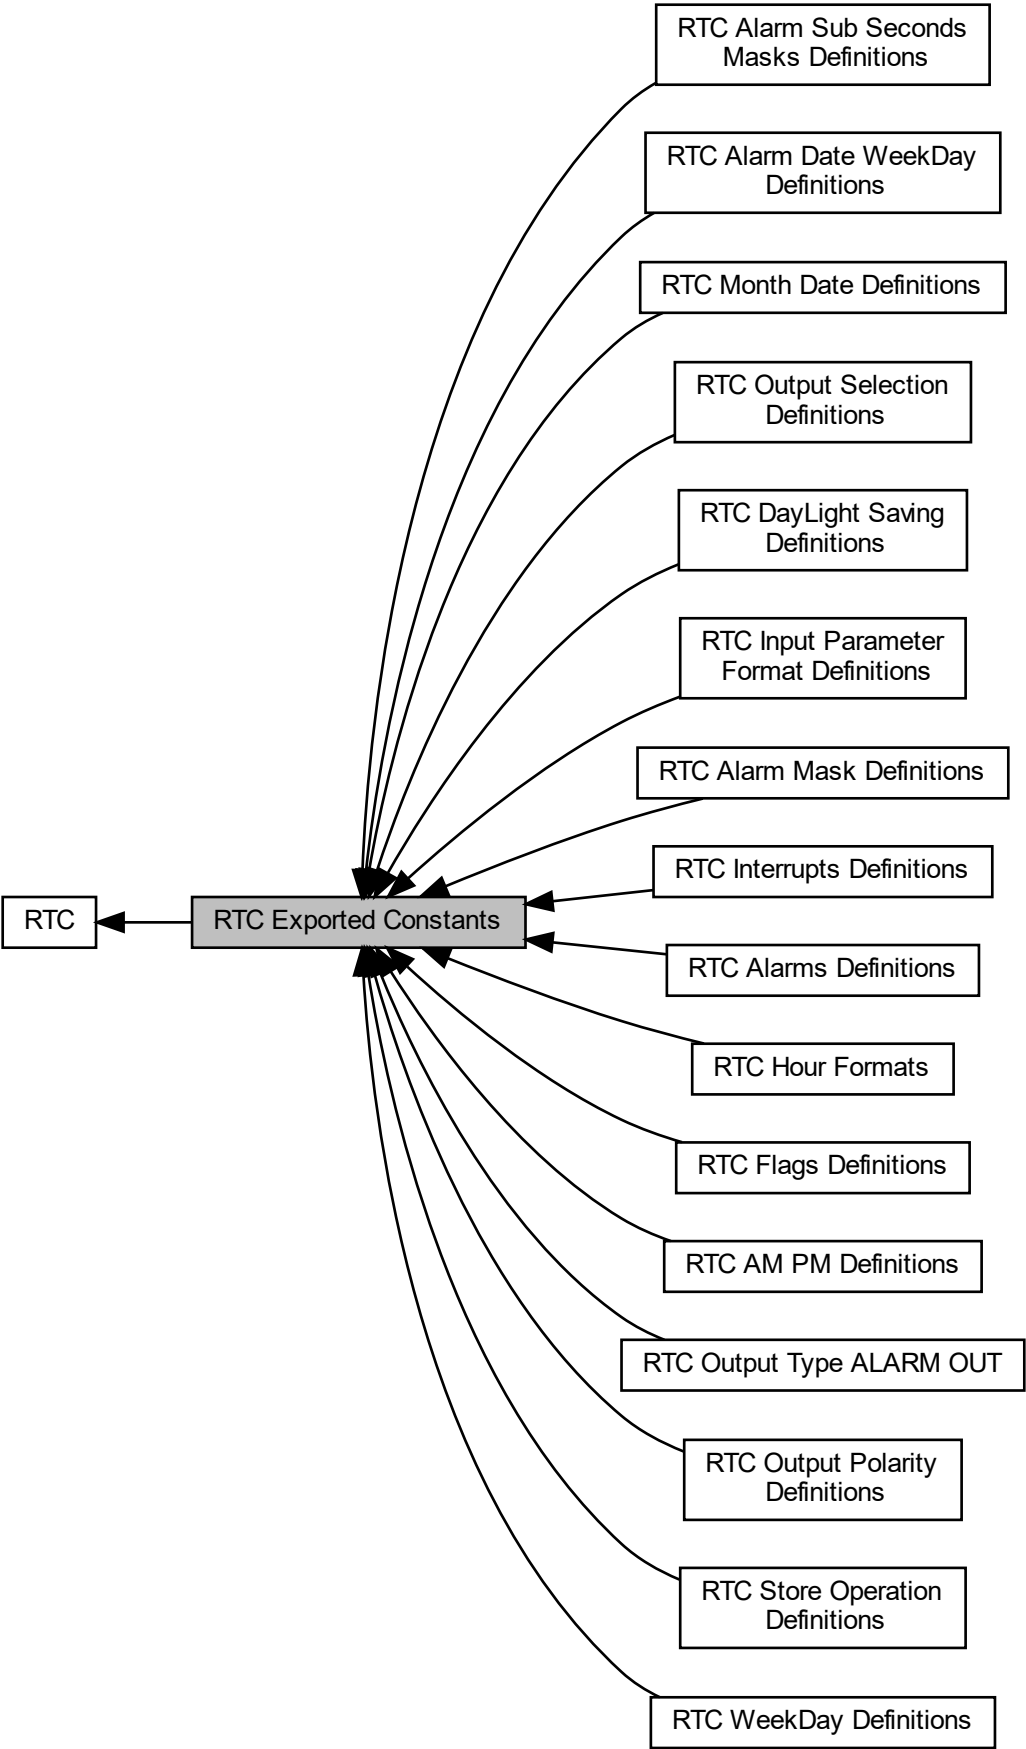 RTC Alarm Sub Seconds
Masks Definitions
RTC Alarm Date WeekDay
Definitions
RTC Month Date Definitions
RTC Output Selection
Definitions
RTC DayLight Saving
Definitions
RTC Input Parameter
Format Definitions
RTC Alarm Mask Definitions
RTC Interrupts Definitions
RTC
RTC Exported Constants
RTC Alarms Definitions
RTC Hour Formats
RTC Flags Definitions
RTC AM PM Definitions
RTC Output Type ALARM OUT
RTC Output Polarity
Definitions
RTC Store Operation
Definitions
RTC WeekDay Definitions